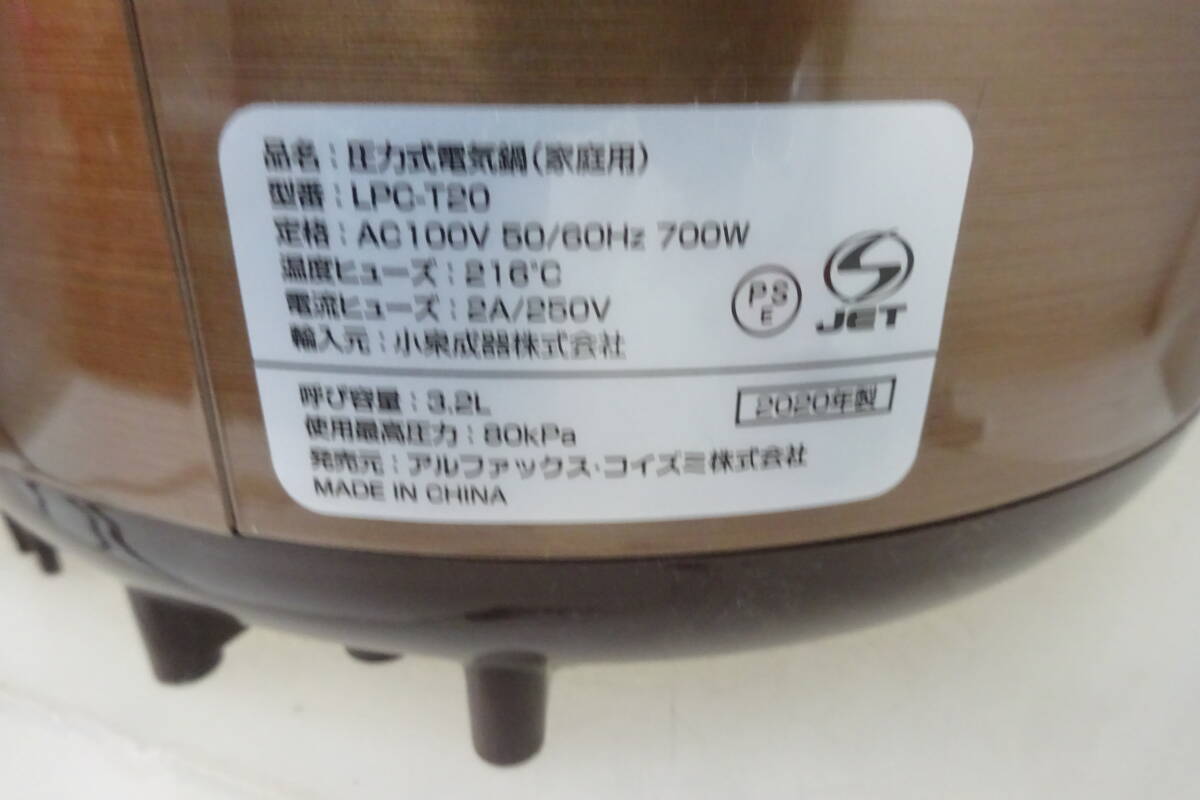 品名：圧力式電気鍋（家庭用）
型番：LPC-T20
定格：AC100V 50/60Hz 700W
温度ヒューズ：216°C
電流ヒューズ：2A/250V
輸入元：小泉成器株式会社
PS
E
JET
呼び容量：3.2L
使用最高圧力：80kPa
発売元：アルファックス・コイズミ株式会社
MADE IN CHINA
2020年製